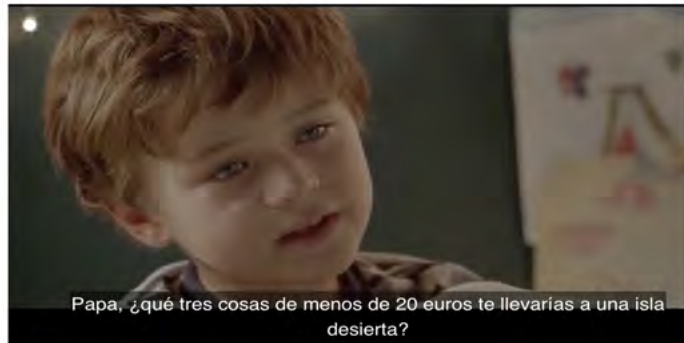 Papa, ¿qué tres cosas de menos de 20 euros te llevarías a una isla
desierta?